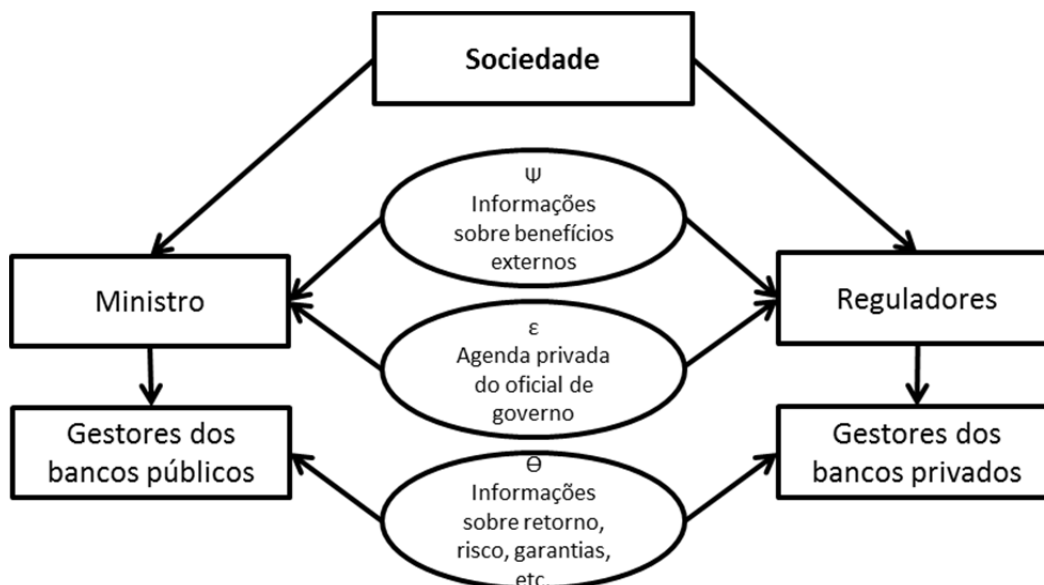 Sociedade
Ψ
Informações
sobre benefícios
externos
Ministro
Reguladores
ε
Agenda privada
do oficial de
governo
Gestores dos
bancos públicos
Gestores dos
bancos privados
Ɵ
Informações
sobre retorno,
risco, garantias,
etc.